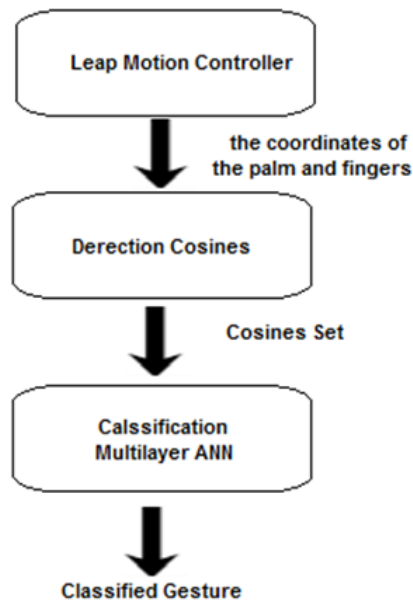 Leap Motion Controller
the coordinates of
the palm and fingers
Derection Cosines
Cosines Set
Calssification
Multilayer ANN
Classified Gesture